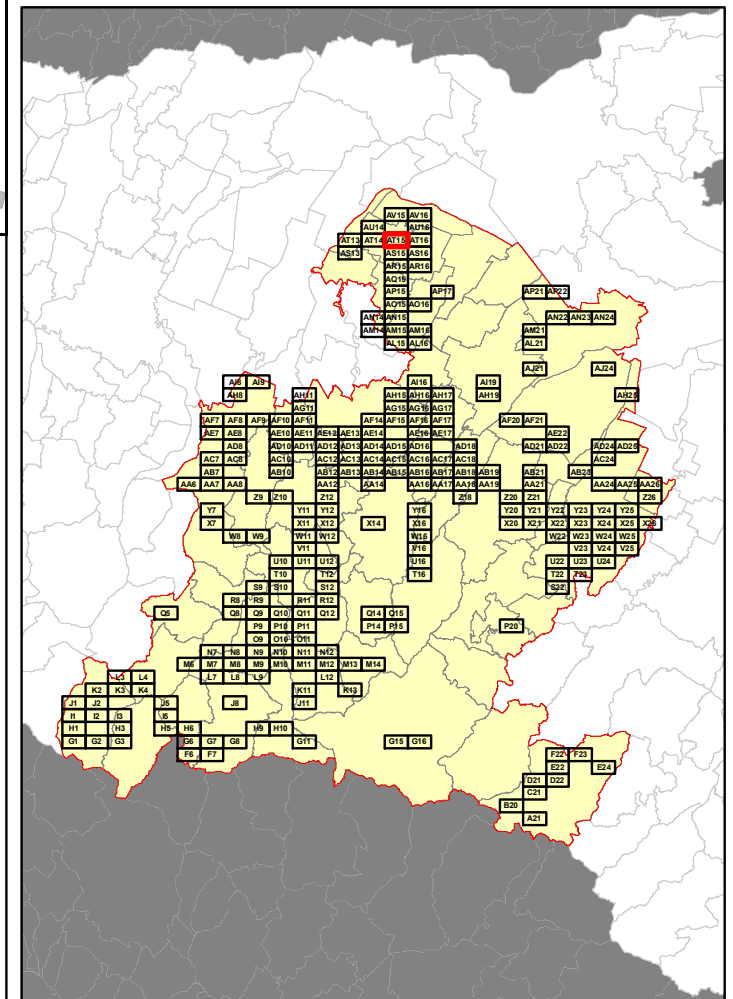 AV15 AV16
AU14 AU16
AT13 AT14 AT15 AT16
AS13 AS15 AS16
AR15 AR16
AQ15
AP15 AP17 AP21 AP22
AO15 AO16
AN14 AN15 AN22 AN23 AN24
AM14 AM15 AM16 AM21
AL15 AL16 AL21
AJ21 AJ24
AI8 AI9 AI16 AI19
AH8 AH11 AH15 AH16 AH17 AH19 AH25
AG11 AG15 AG16 AG17
AF7 AF8 AF9 AF10 AF11 AF14 AF15 AF16 AF17 AF20 AF21
AE7 AE8 AE10 AE11 AE12 AE13 AE14 AE16 AE17 AE22
AD8 AD10 AD11 AD12 AD13 AD14 AD15 AD16 AD18 AD21 AD22 AD24 AD25
AC7 AC8 AC10 AC12 AC13 AC14 AC15 AC16 AC17 AC18 AC24
AB7 AB10 AB12 AB13 AB14 AB15 AB16 AB17 AB18 AB19 AB21 AB23
AA6 AA7 AA8 AA12 AA14 AA16 AA17 AA18 AA19 AA21 AA24 AA25 AA26
Z9 Z10 Z12 Z18 Z20 Z21 Z26
Y7 Y11 Y12 Y16 Y20 Y21 Y22 Y23 Y24 Y25
X7 X11 X12 X14 X16 X20 X21 X22 X23 X24 X25 X26
W8 W9 W11 W12 W16 W22 W23 W24 W25
V11 V16 V23 V24 V25
U10 U11 U12 U16 U22 U23 U24
T10 T12 T16 T22 T23
S9 S10 S12 S22
R8 R9 R11 R12
Q5 Q8 Q9 Q10 Q11 Q12 Q14 Q15
P9 P10 P11 P14 P15 P20
O9 O10 O11
N7 N8 N9 N10 N11 N12
M6 M7 M8 M9 M10 M11 M12 M13 M14
L3 L4 L7 L8 L9 L12
K2 K3 K4 K11 K13
J1 J2 J5 J8 J11
I1 I2 I3 I5
H1 H3 H5 H6 H9 H10
G1 G2 G3 G6 G7 G8 G11 G15 G16
F6 F7 F22 F23
E22 E24
D21 D22
C21
B20
A21